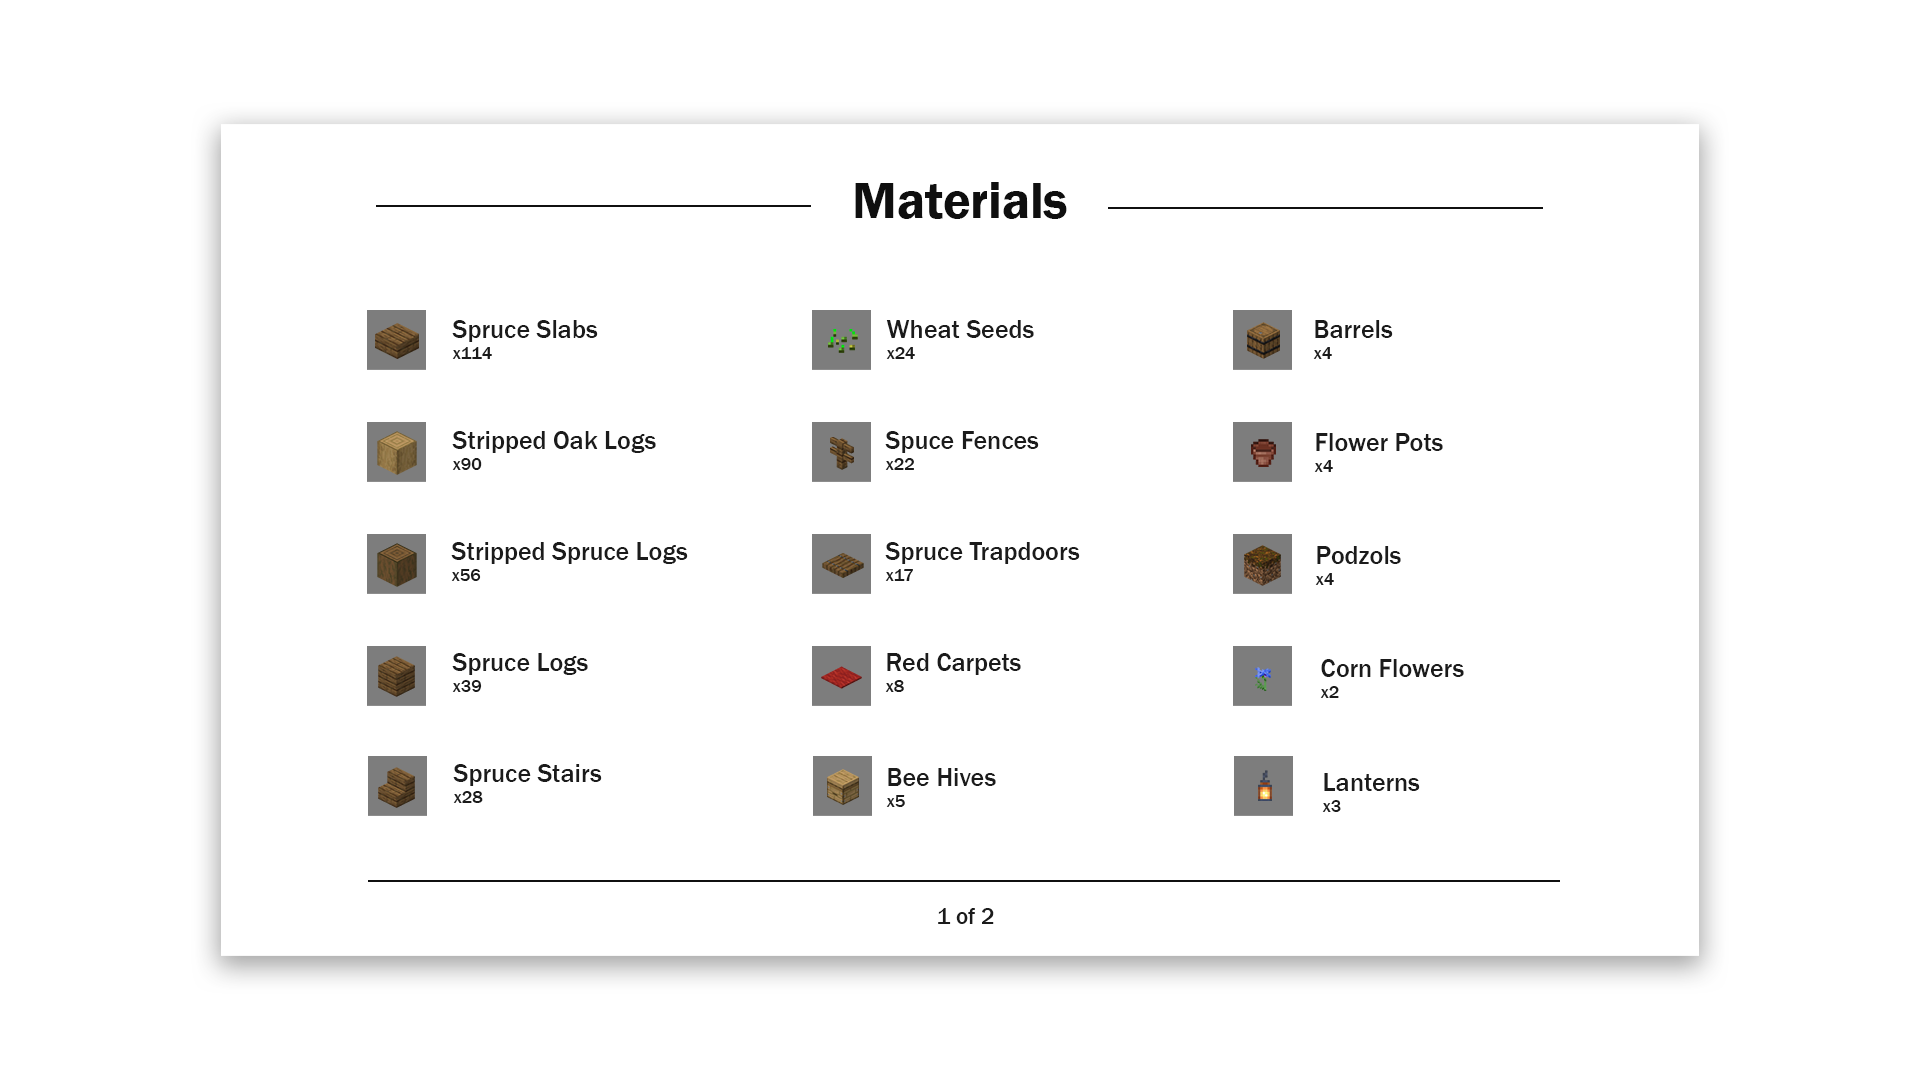 Materials
Spruce Slabs
x114
Stripped Oak Logs
x90
Stripped Spruce Logs
x56
Spruce Logs
x39
Spruce Stairs
x28
Wheat Seeds
x24
Spuce Fences
x22
Spruce Trapdoors
x17
Red Carpets
x8
Bee Hives
x5
Barrels
x4
Flower Pots
x4
Podzols
x4
Corn Flowers
x2
Lanterns
x3
1 of 2